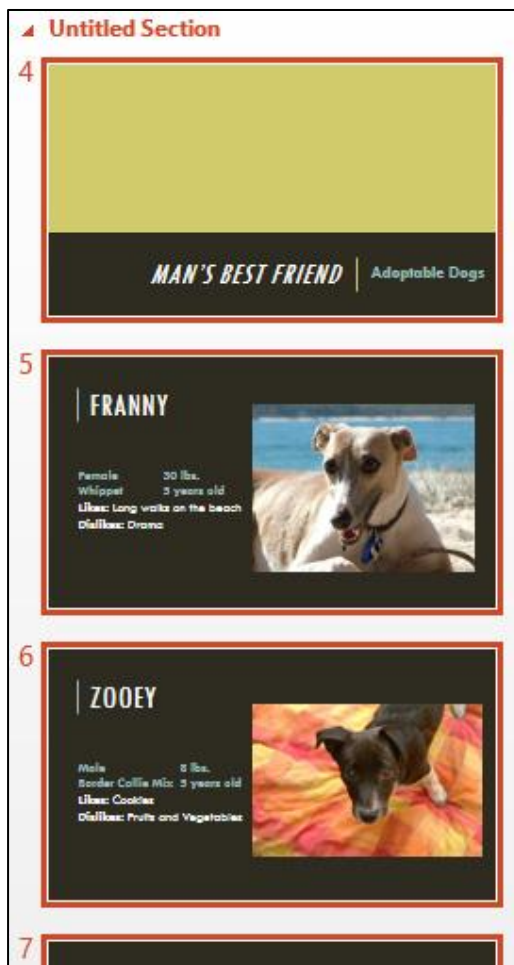 Untitled Section
4
MAN'S BEST FRIEND Adoptable Dogs
5
FRANNY
Female 30 lbs.
Whippet 5 years old
Likes: Long walks on the beach
Dislikes: Drama
6
ZOOEY
Male 8 lbs.
Border Collie Mix 3 years old
Likes: Cookies
Dislikes: Fruits and Vegetables
7